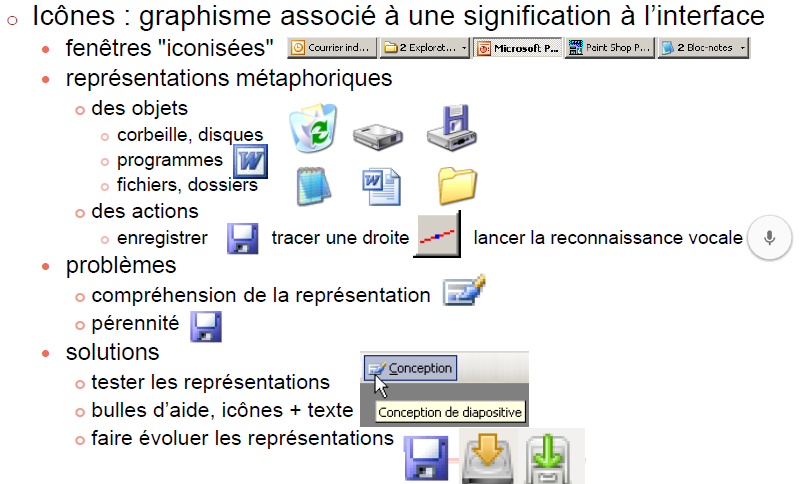 Icônes : graphisme associé à une signification à l'interface
fenêtres "iconisées" Courrier ind... 2 Explorat... Microsoft P... Paint Shop P... 2 Bloc-notes
représentations métaphoriques
des objets
corbeille, disques
programmes W
fichiers, dossiers W
des actions
enregistrer tracer une droite lancer la reconnaissance vocale
problèmes
compréhension de la représentation
pérennité
solutions
Conception
tester les représentations
bulles d'aide, icônes + texte Conception de diapositive
faire évoluer les représentations